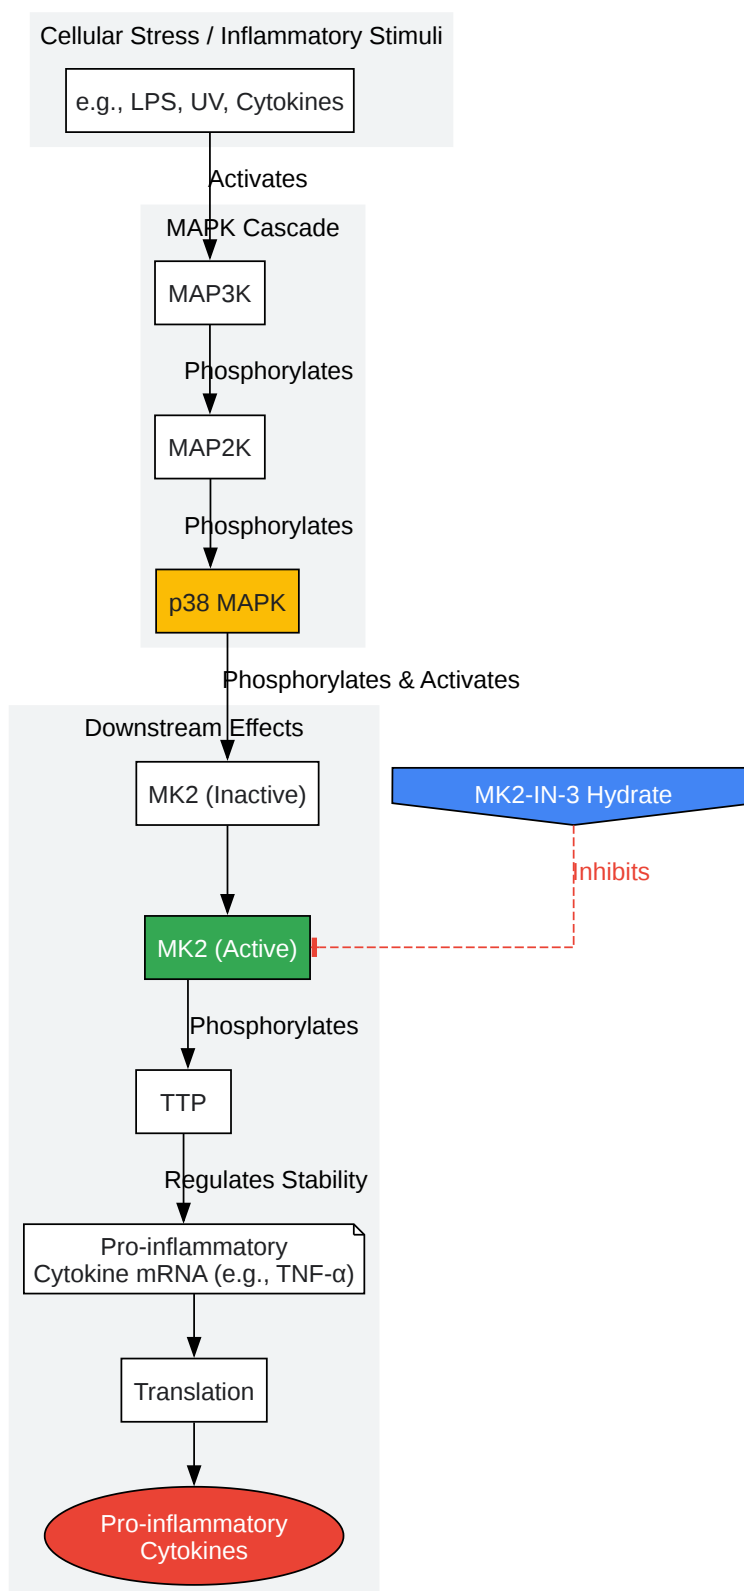 Cellular Stress / Inflammatory Stimuli
e.g., LPS, UV, Cytokines
Activates
MAPK Cascade
MAP3K
Phosphorylates
MAP2K
Phosphorylates
p38 MAPK
Phosphorylates & Activates
Downstream Effects
MK2 (Inactive)
MK2-IN-3 Hydrate
Inhibits
MK2 (Active)
Phosphorylates
TTP
Regulates Stability
Pro-inflammatory
Cytokine mRNA (e.g., TNF-α)
Translation
Pro-inflammatory
Cytokines